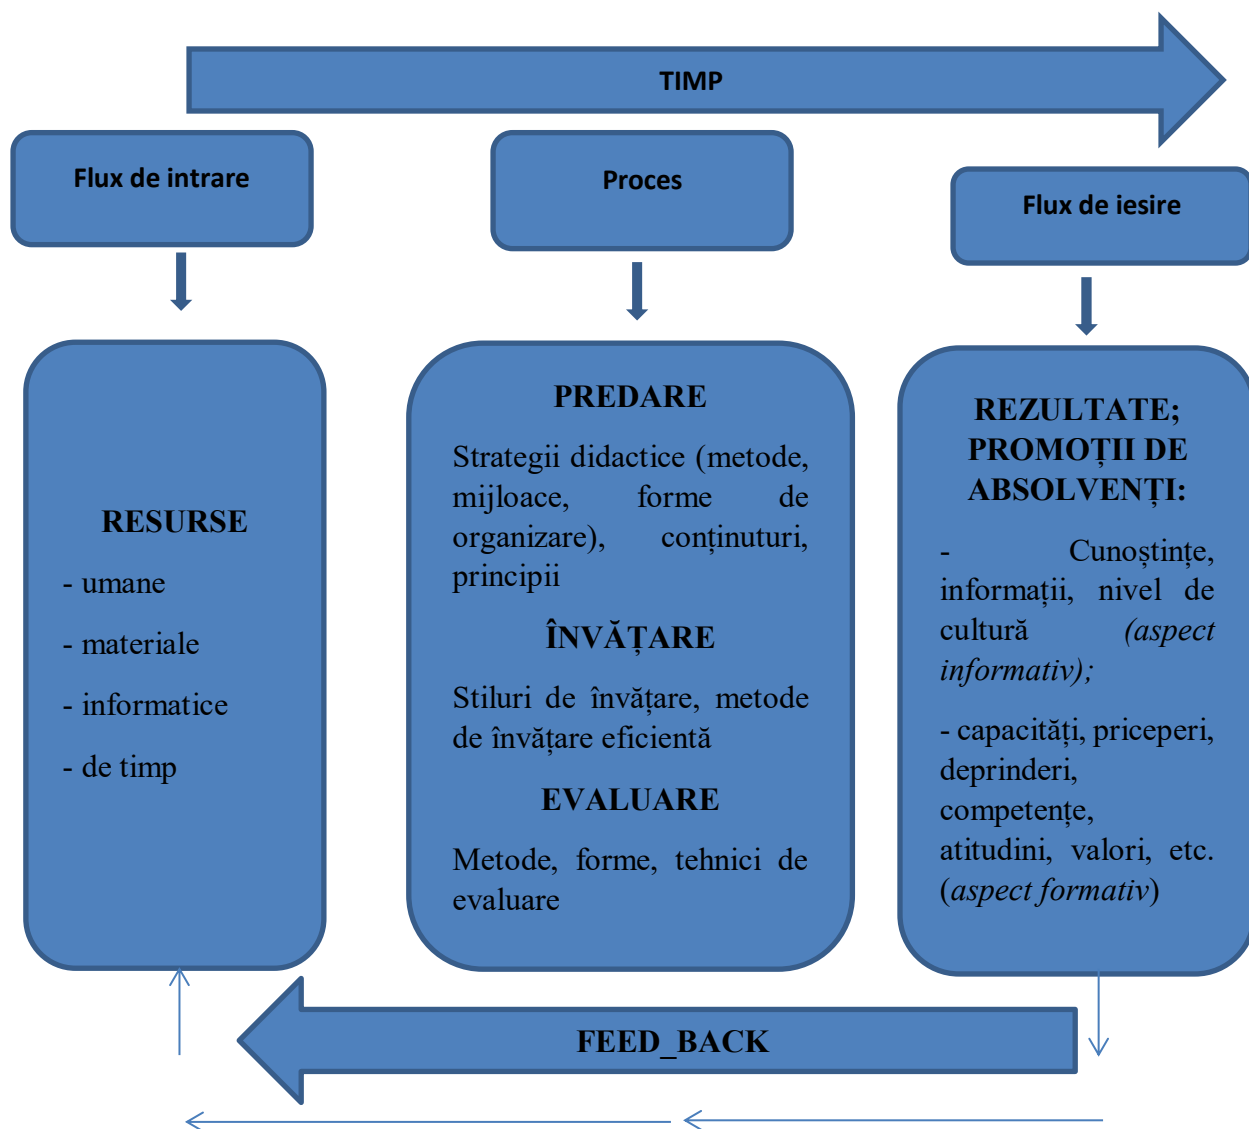 TIMP
Flux de intrare
Proces
Flux de iesire
RESURSE
- umane
- materiale
- informatice
- de timp
PREDARE
Strategii didactice (metode,
mijloace, forme de
organizare), conținuturi,
principii
ÎNVĂȚARE
Stiluri de învățare, metode
de învățare eficientă
EVALUARE
Metode, forme, tehnici de
evaluare
REZULTATE;
PROMOȚII DE
ABSOLVENȚI:
- Cunoștințe,
informații, nivel de
cultură (aspect
informativ);
- capacități, priceperi,
deprinderi,
competențe,
atitudini, valori, etc.
(aspect formativ)
FEED_BACK